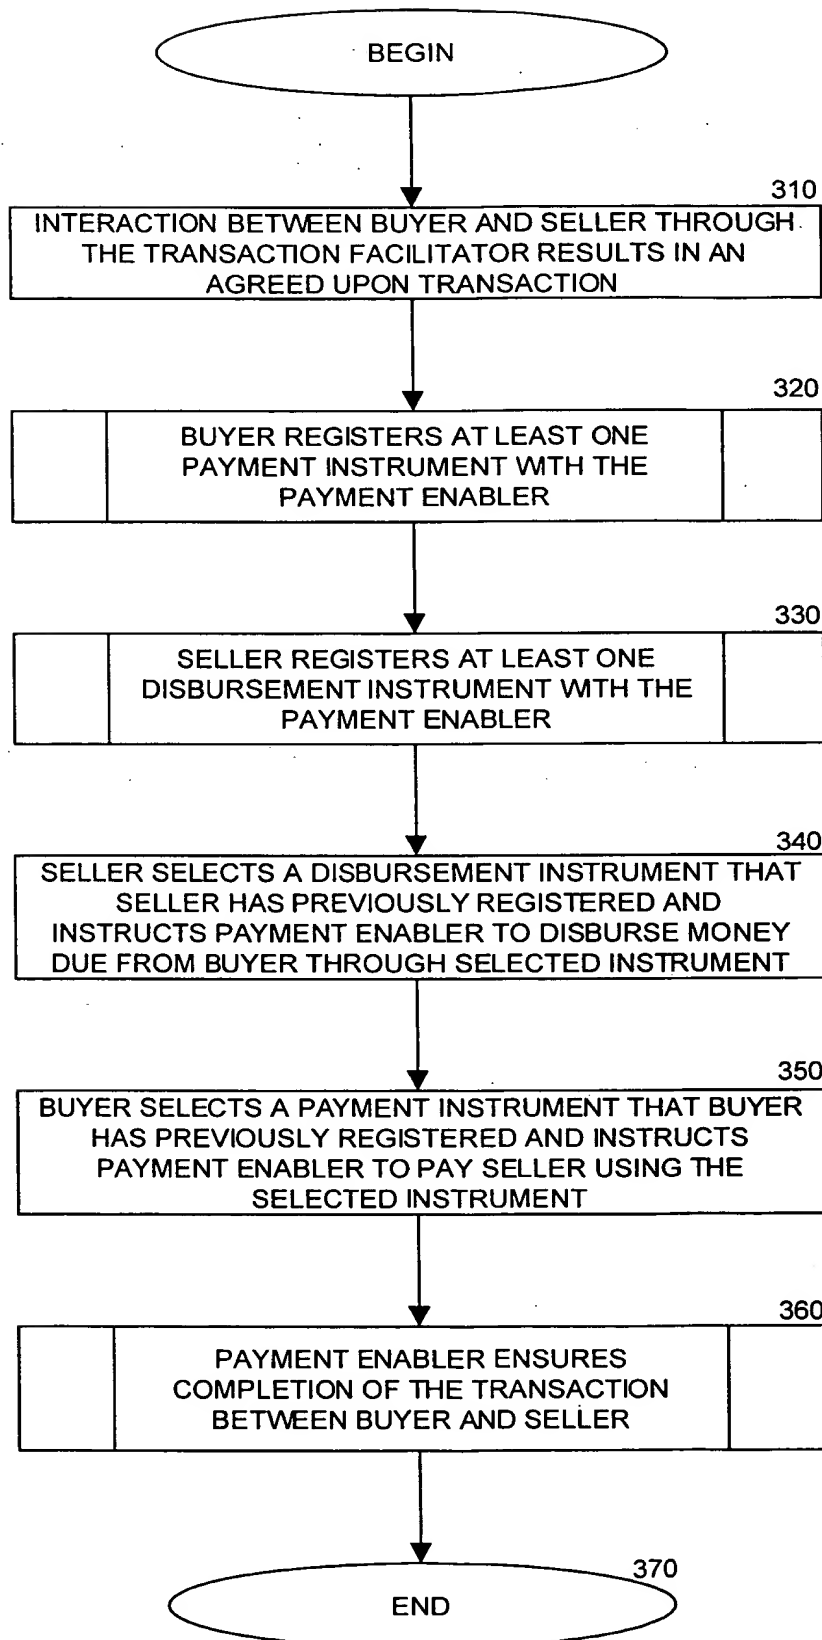 BEGIN
310
INTERACTION BETWEEN BUYER AND SELLER THROUGH
THE TRANSACTION FACILITATOR RESULTS IN AN
AGREED UPON TRANSACTION
320
BUYER REGISTERS AT LEAST ONE
PAYMENT INSTRUMENT WITH THE
PAYMENT ENABLER
330
SELLER REGISTERS AT LEAST ONE
DISBURSEMENT INSTRUMENT WITH THE
PAYMENT ENABLER
340
SELLER SELECTS A DISBURSEMENT INSTRUMENT THAT
SELLER HAS PREVIOUSLY REGISTERED AND
INSTRUCTS PAYMENT ENABLER TO DISBURSE MONEY
DUE FROM BUYER THROUGH SELECTED INSTRUMENT
350
BUYER SELECTS A PAYMENT INSTRUMENT THAT BUYER
HAS PREVIOUSLY REGISTERED AND INSTRUCTS
PAYMENT ENABLER TO PAY SELLER USING THE
SELECTED INSTRUMENT
360
PAYMENT ENABLER ENSURES
COMPLETION OF THE TRANSACTION
BETWEEN BUYER AND SELLER
370
END